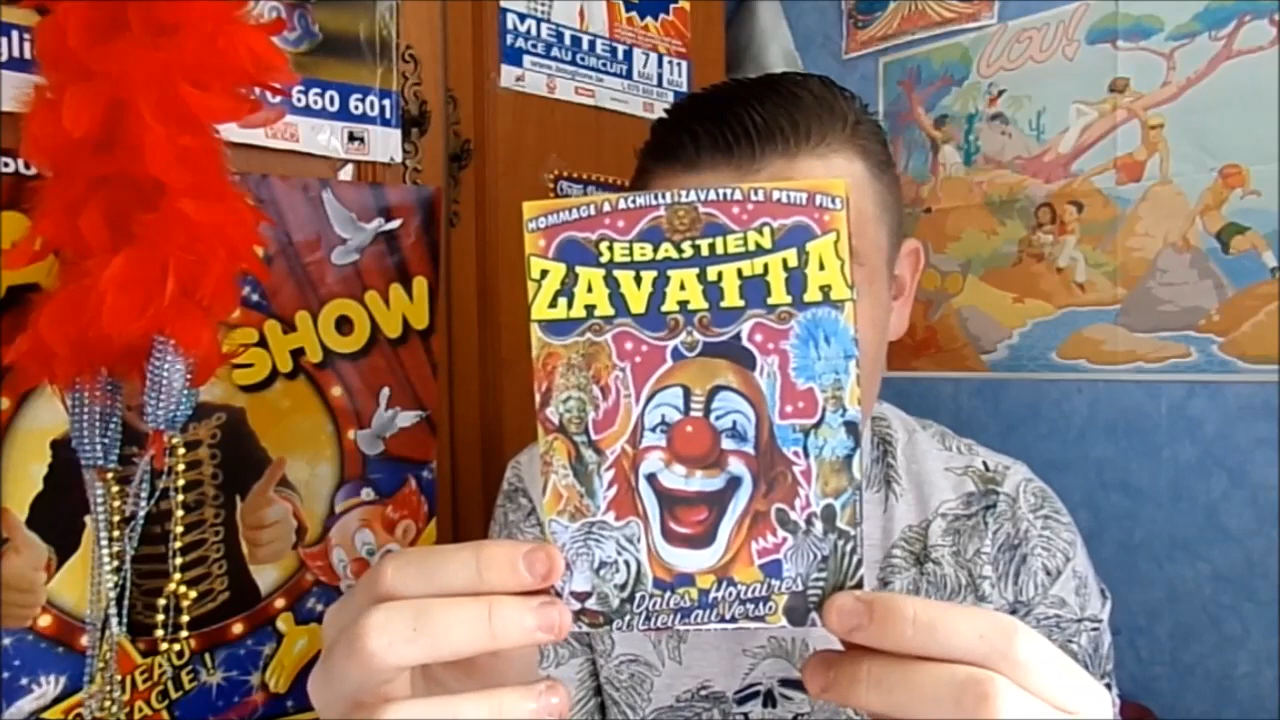 660 601
METTET
FACE AU CIRCUIT
7
MAI
11
MAI
LOU!
SHOW
HOMMAGE A ACHILLE ZAVATTA LE PETIT FILS
SEBASTIEN
ZAVATTA
Dates, Horaires
et Lieu au Verso